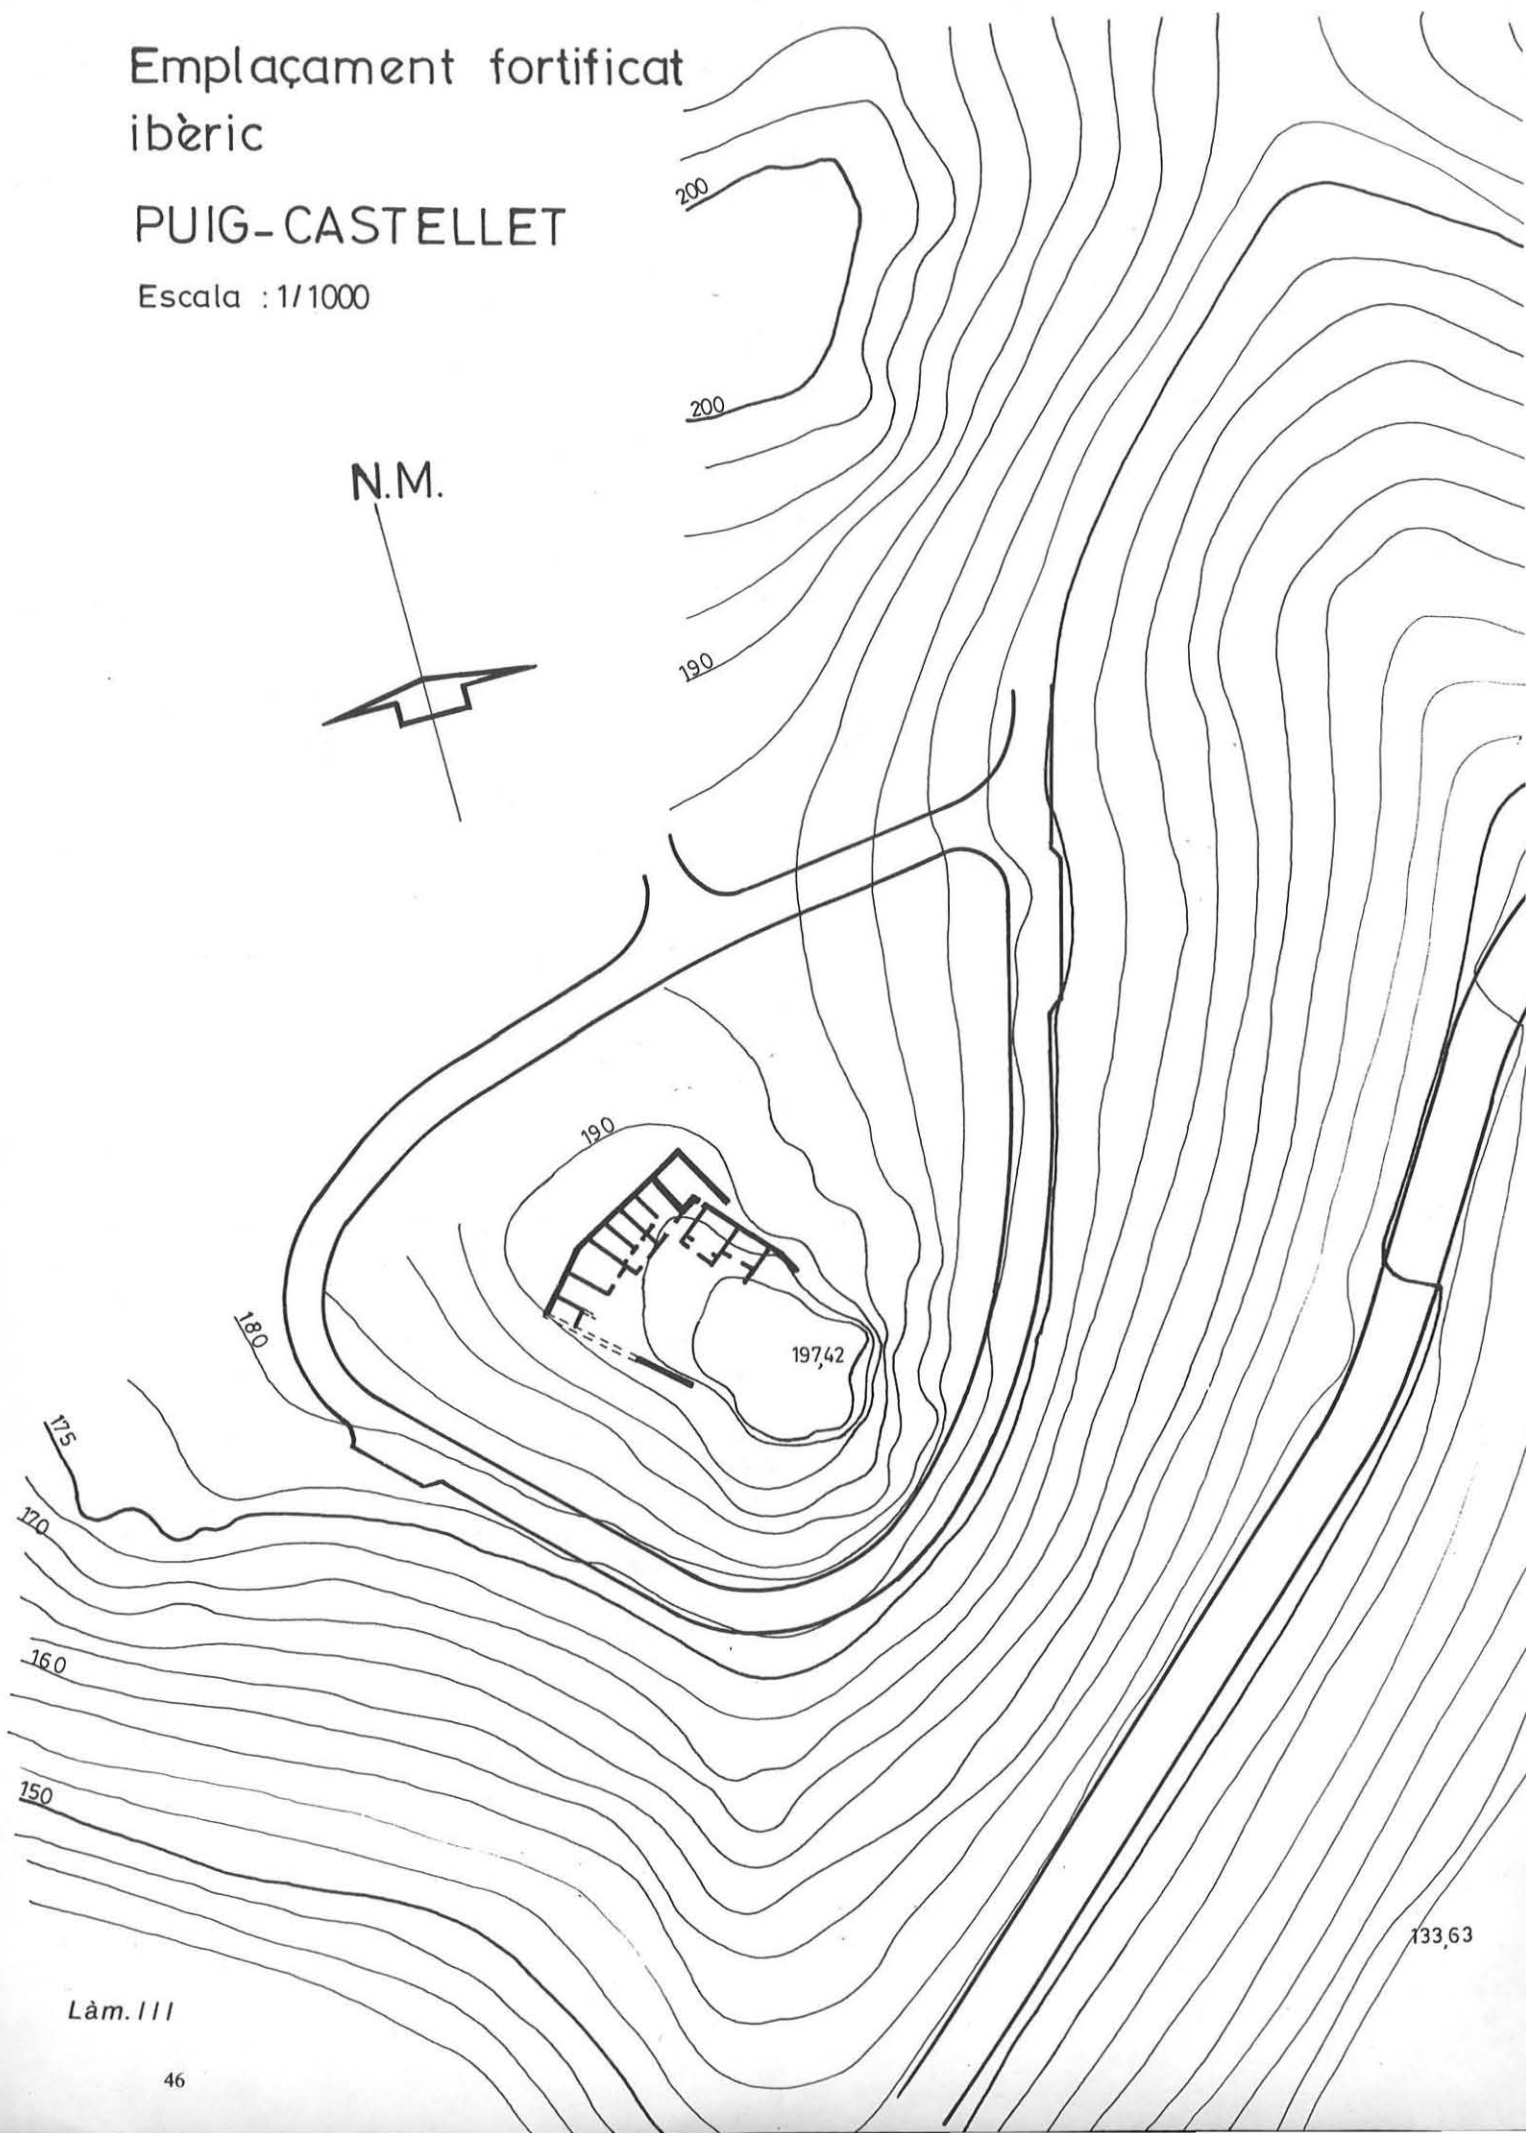 Emplaçament fortificat
ibèric
PUIG-CASTELLET
Escala : 1/1000
200
200
N.M.
190
190
180
197,42
175
170
160
150
133,63
Làm. III
46